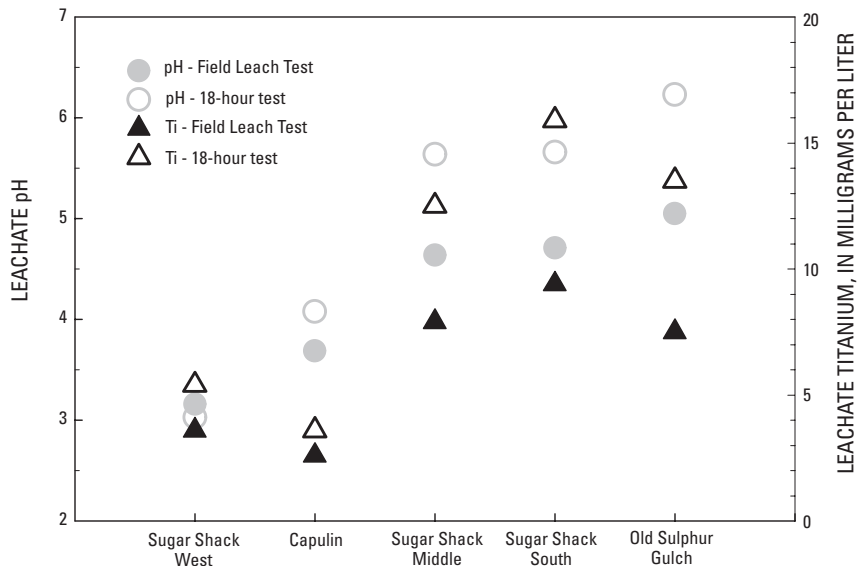 7
6
5
4
3
2
LEACHATE pH
pH - Field Leach Test
pH - 18-hour test
Ti - Field Leach Test
Ti - 18-hour test
20
15
10
5
0
LEACHATE TITANIUM, IN MILLIGRAMS PER LITER
Sugar Shack
West
Capulin
Sugar Shack
Middle
Sugar Shack
South
Old Sulphur
Gulch